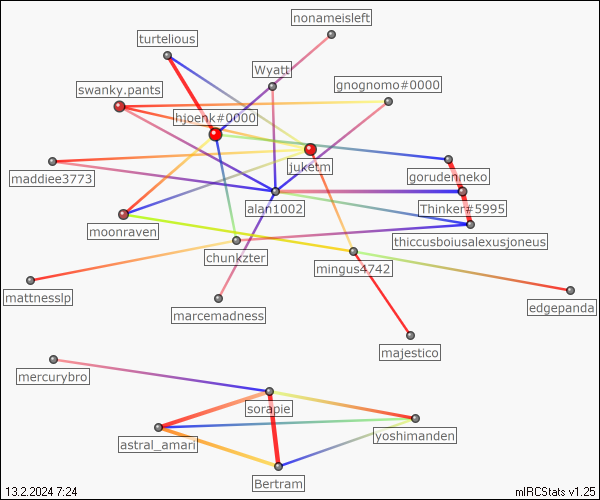 nonameisleft
turtelious
Wyatt
gnognomo#0000
swanky.pants
hjoenk#0000
juketm
gorudenneko
maddiee3773
alan1002
Thinker#5995
moonraven
thiccusboiusalexusjoneus
chunkzter
mingus4742
mattnesslp
marcemadness
edgepanda
majestico
mercurybro
sorapie
astral_amari
yoshimanden
Bertram
13.2.2024 7:24
mIRCStats v1.25